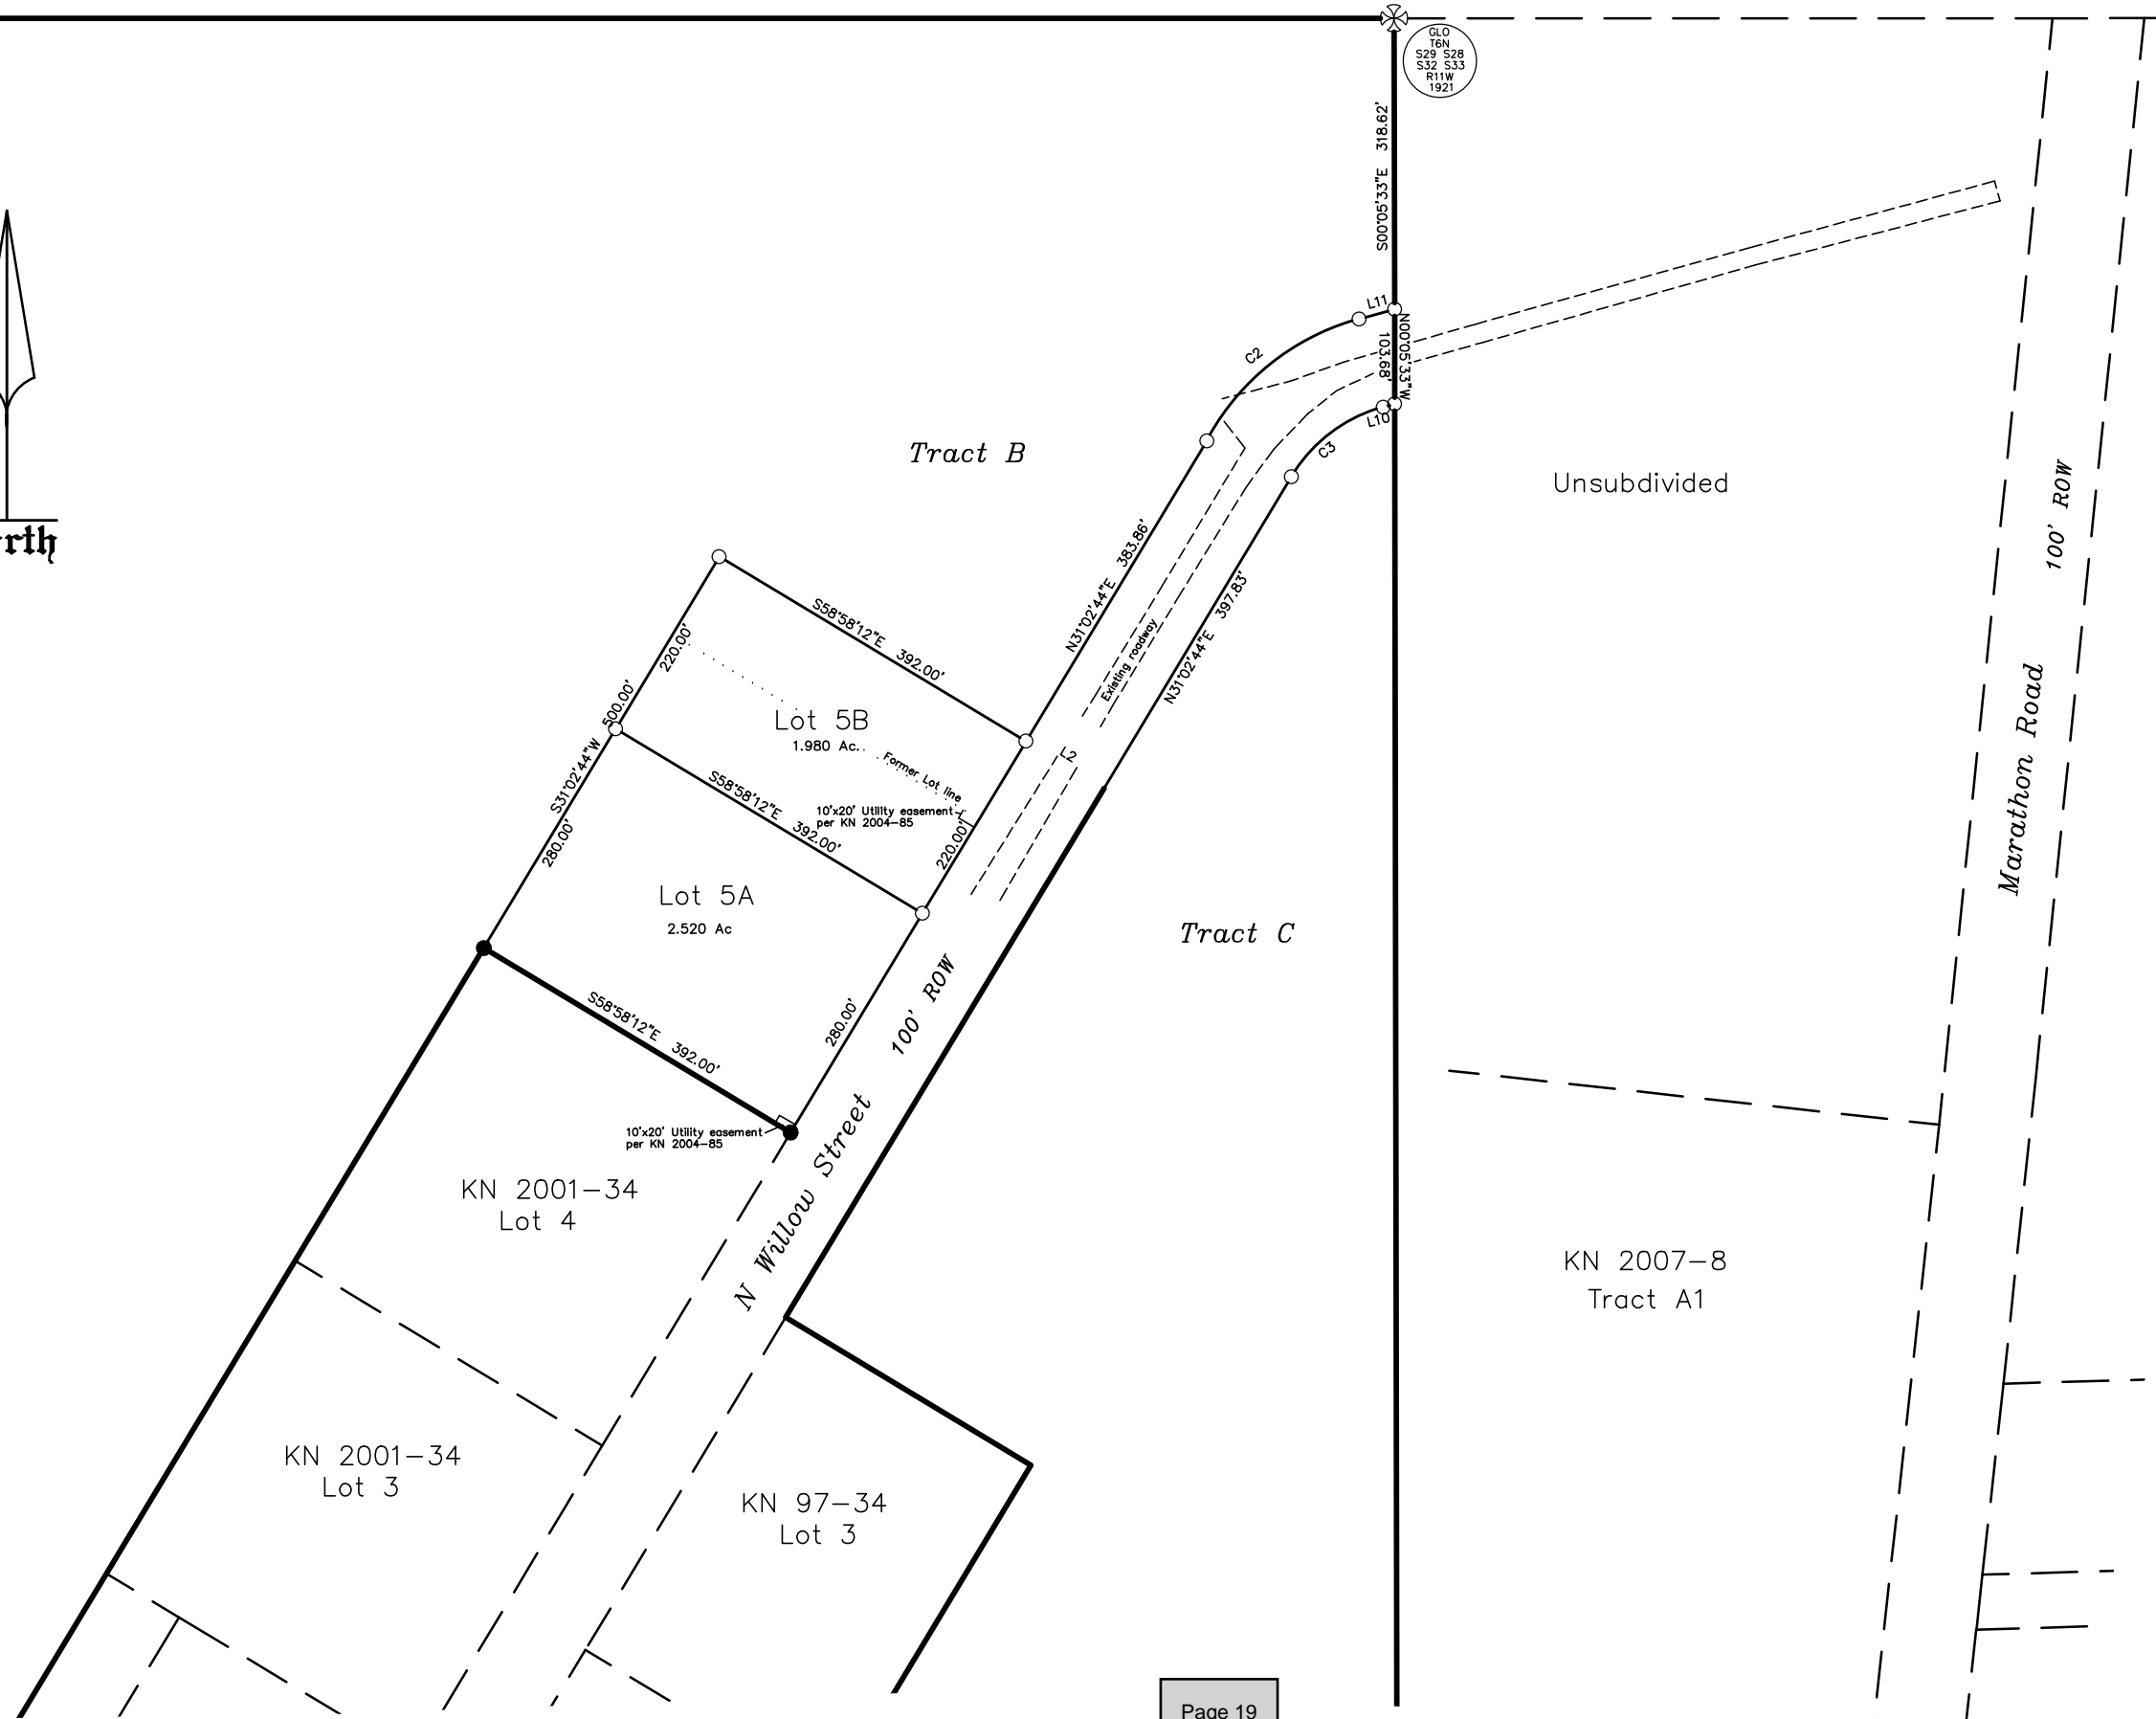 GLO
T6N
S29 S28
S32 S33
R11W
1921
S00°05'33"E 318.62'
L11
N00°05'33"W
103.68'
C2
L10
C3
Tract B
Unsubdivided
100' ROW
rth
N31°02'44"E 383.86'
S58°58'12"E 392.00'
220.00'
Existing roadway
N31°02'44"E 397.83'
500.00'
Lot 5B
1.980 Ac.
Former Lot line
L2
Marathon Road
S31°02'44"W
S58°58'12"E 392.00'
10'x20' Utility easement
per KN 2004-85
220.00'
280.00'
Lot 5A
2.520 Ac
Tract C
S58°58'12"E 392.00'
280.00'
N Willow Street 100' ROW
10'x20' Utility easement
per KN 2004-85
KN 2001-34
Lot 4
KN 2007-8
Tract A1
KN 2001-34
Lot 3
KN 97-34
Lot 3
Page 19